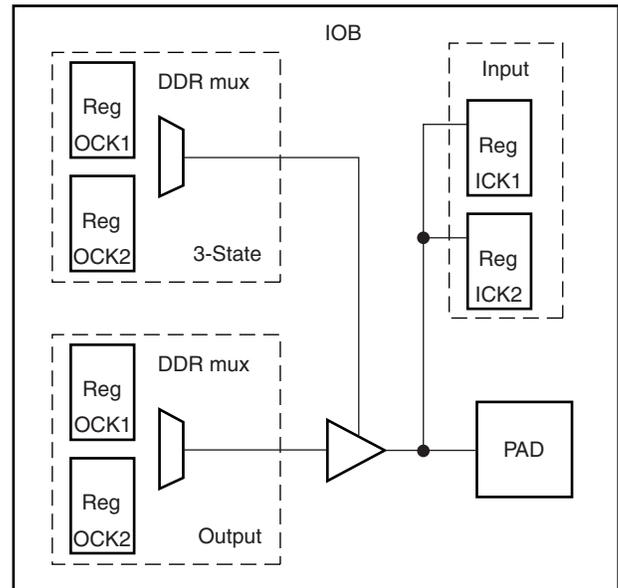 IOB
DDR mux
Reg
OCK1
Reg
OCK2
3-State
Input
Reg
ICK1
Reg
ICK2
DDR mux
Reg
OCK1
Reg
OCK2
Output
PAD